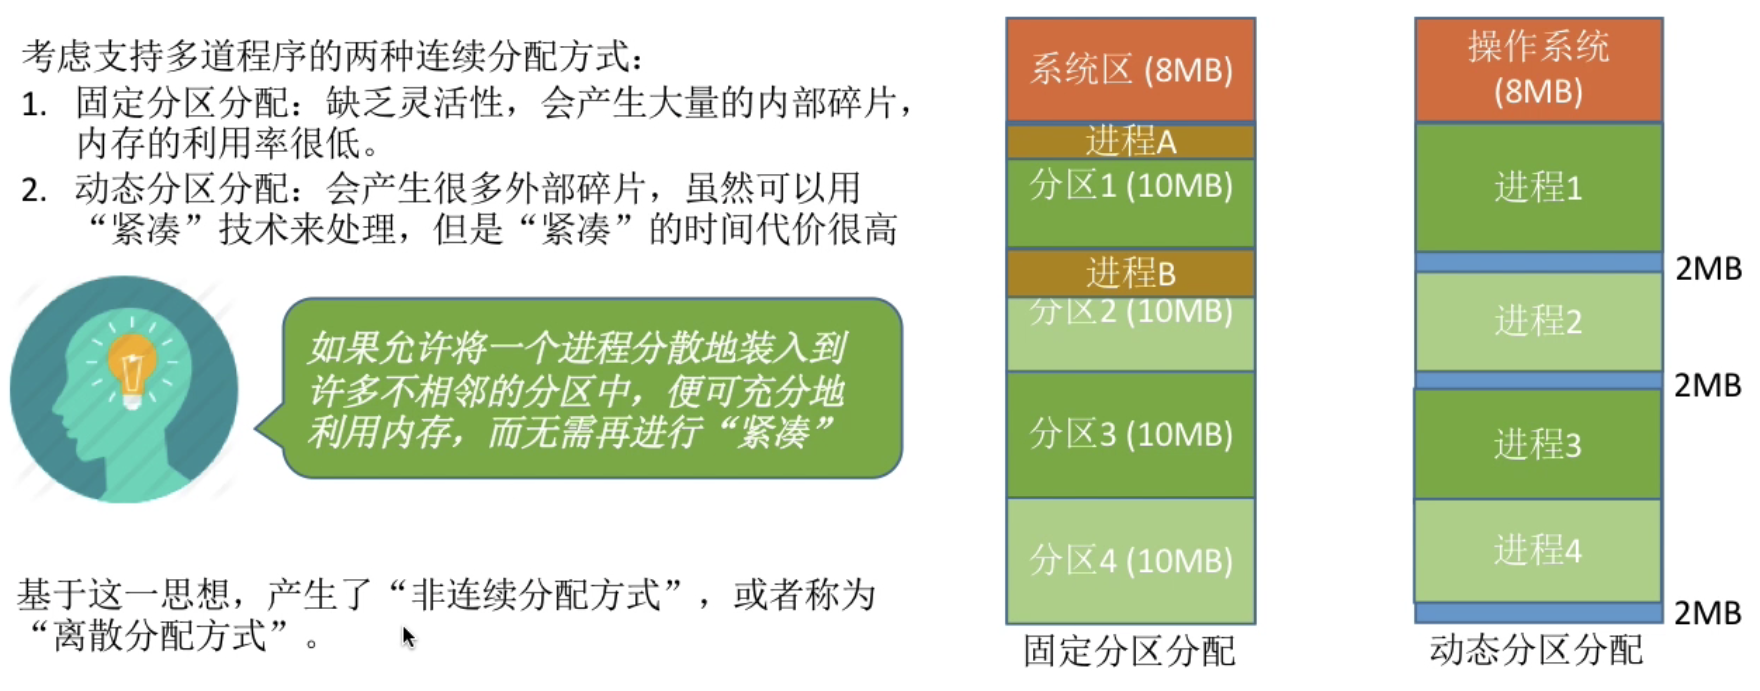 考虑支持多道程序的两种连续分配方式：
1. 固定分区分配：缺乏灵活性，会产生大量的内部碎片，
内存的利用率很低。
2. 动态分区分配：会产生很多外部碎片，虽然可以用
“紧凑”技术来处理，但是“紧凑”的时间代价很高
如果允许将一个进程分散地装入到
许多不相邻的分区中，便可充分地
利用内存，而无需再进行“紧凑”
基于这一思想，产生了“非连续分配方式”，或者称为
“离散分配方式”。
系统区 (8MB)
进程A
分区1 (10MB)
进程B
分区2 (10MB)
分区3 (10MB)
分区4 (10MB)
固定分区分配
操作系统
(8MB)
进程1
2MB
进程2
2MB
进程3
进程4
2MB
动态分区分配